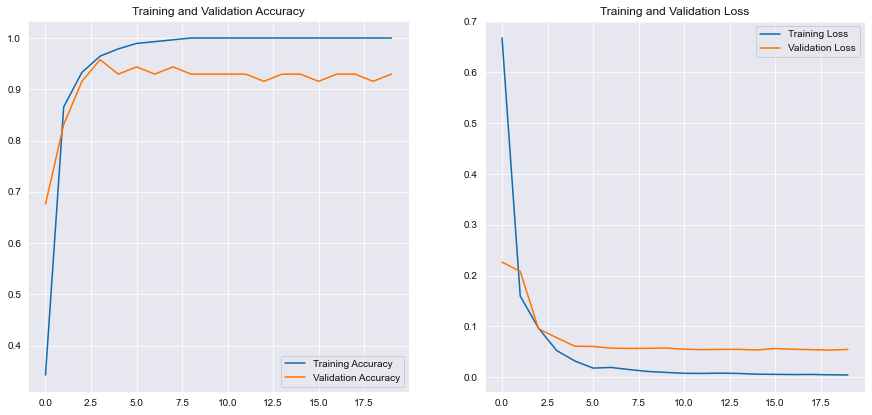 Training and Validation Accuracy
1.0
0.9
0.8
0.7
0.6
0.5
0.4
0.0 2.5 5.0 7.5 10.0 12.5 15.0 17.5
Training Accuracy
Validation Accuracy
Training and Validation Loss
0.7
0.6
0.5
0.4
0.3
0.2
0.1
0.0
0.0 2.5 5.0 7.5 10.0 12.5 15.0 17.5
Training Loss
Validation Loss